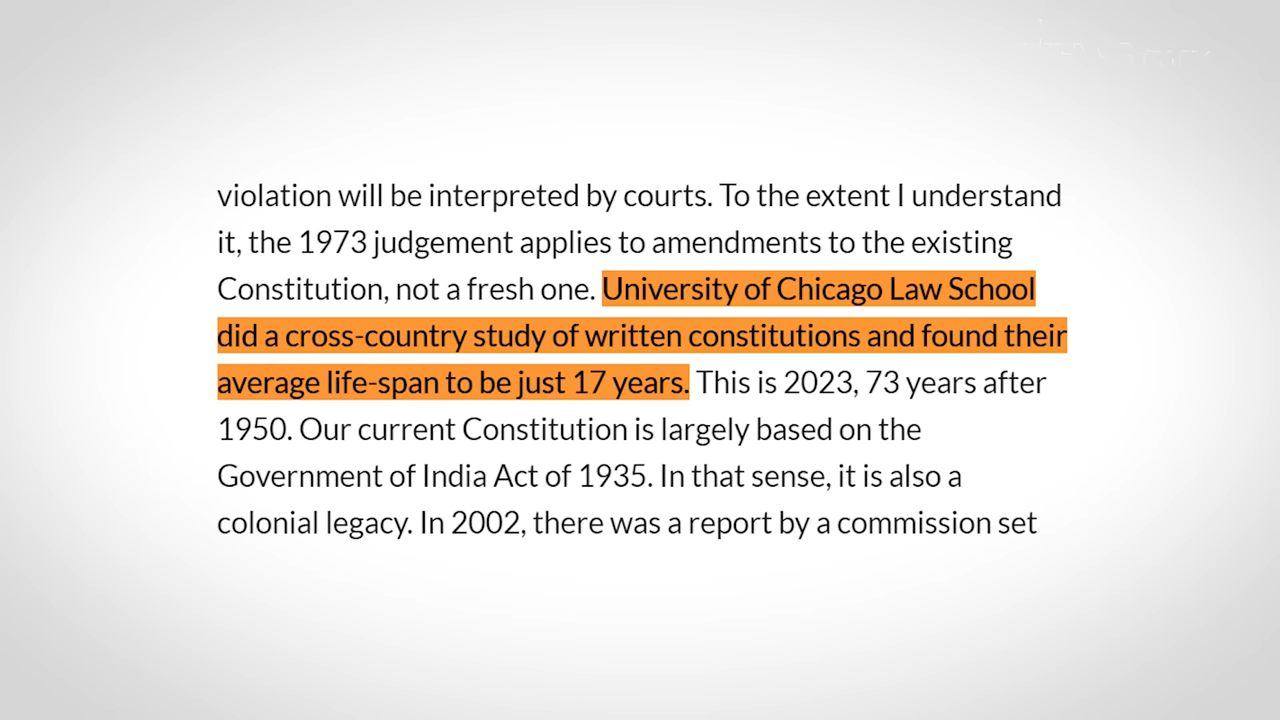 violation will be interpreted by courts. To the extent I understand
it, the 1973 judgement applies to amendments to the existing
Constitution, not a fresh one. University of Chicago Law School
did a cross-country study of written constitutions and found their
average life-span to be just 17 years. This is 2023, 73 years after
1950. Our current Constitution is largely based on the
Government of India Act of 1935. In that sense, it is also a
colonial legacy. In 2002, there was a report by a commission set